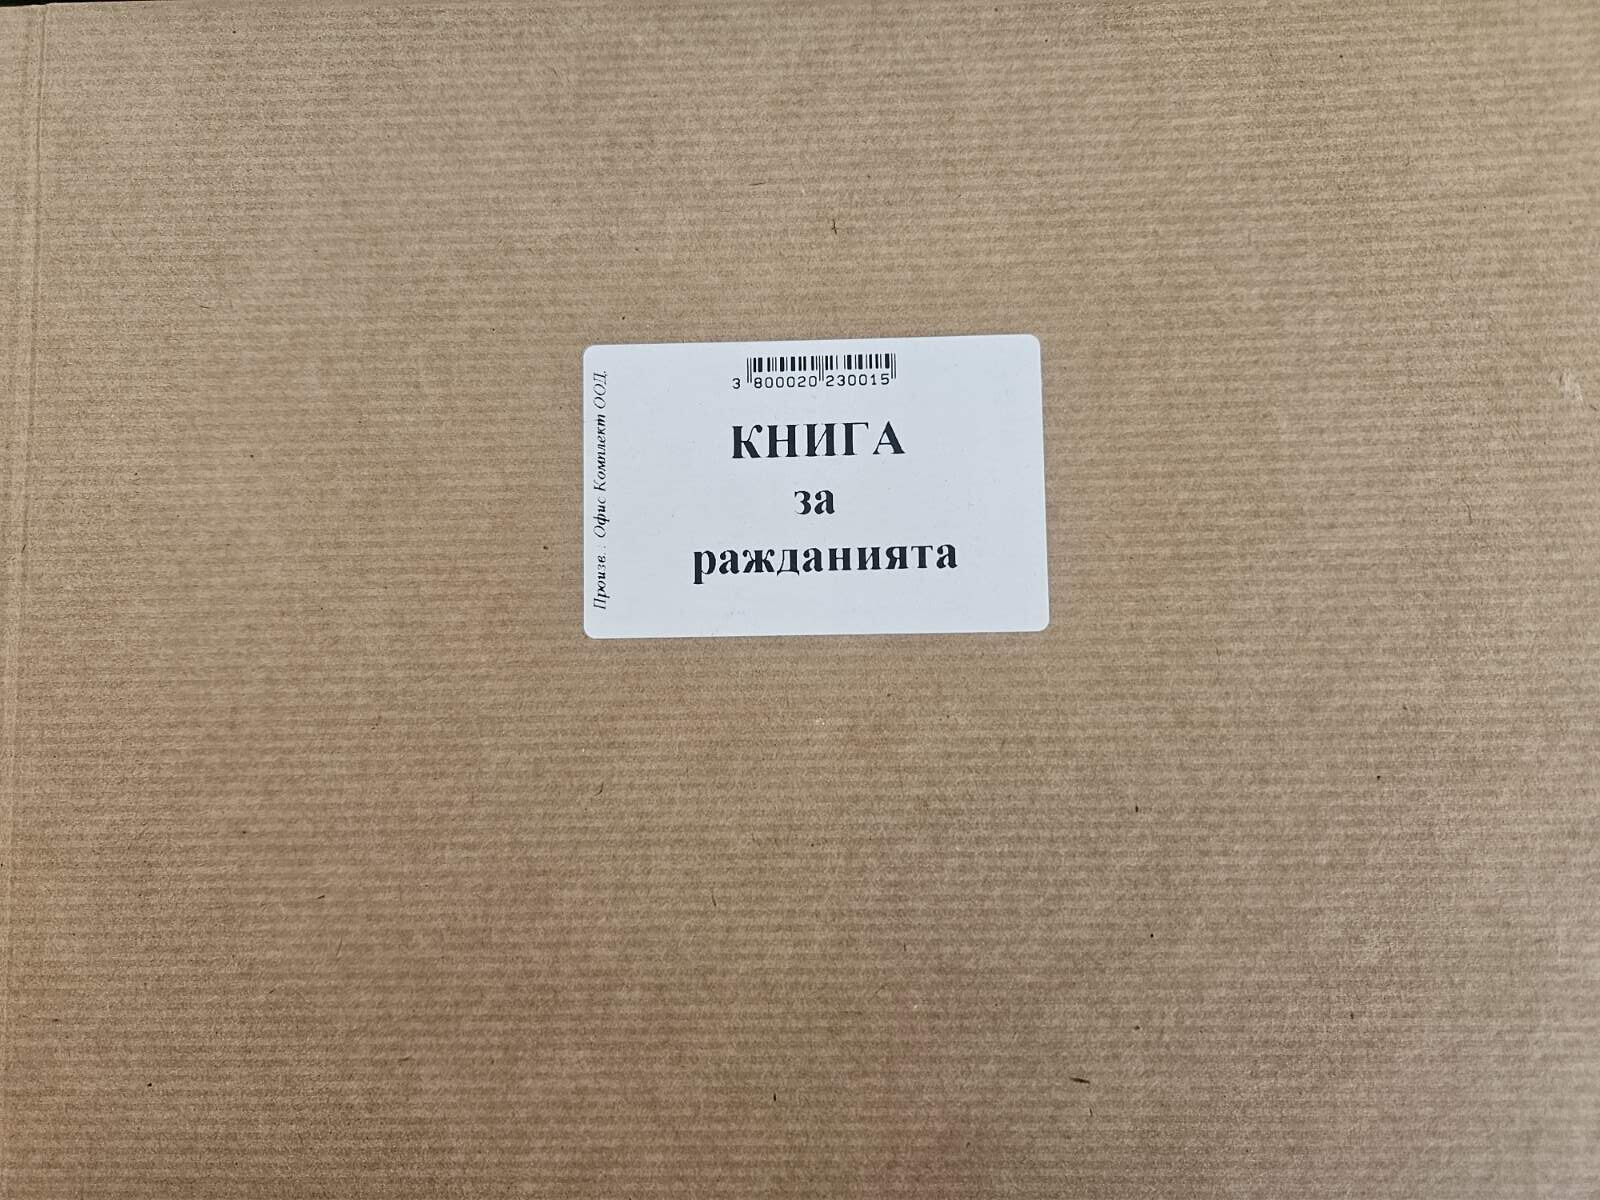 3 800020 230015
КНИГА
за
ражданията
Произв.: Офис Комплект ООД.